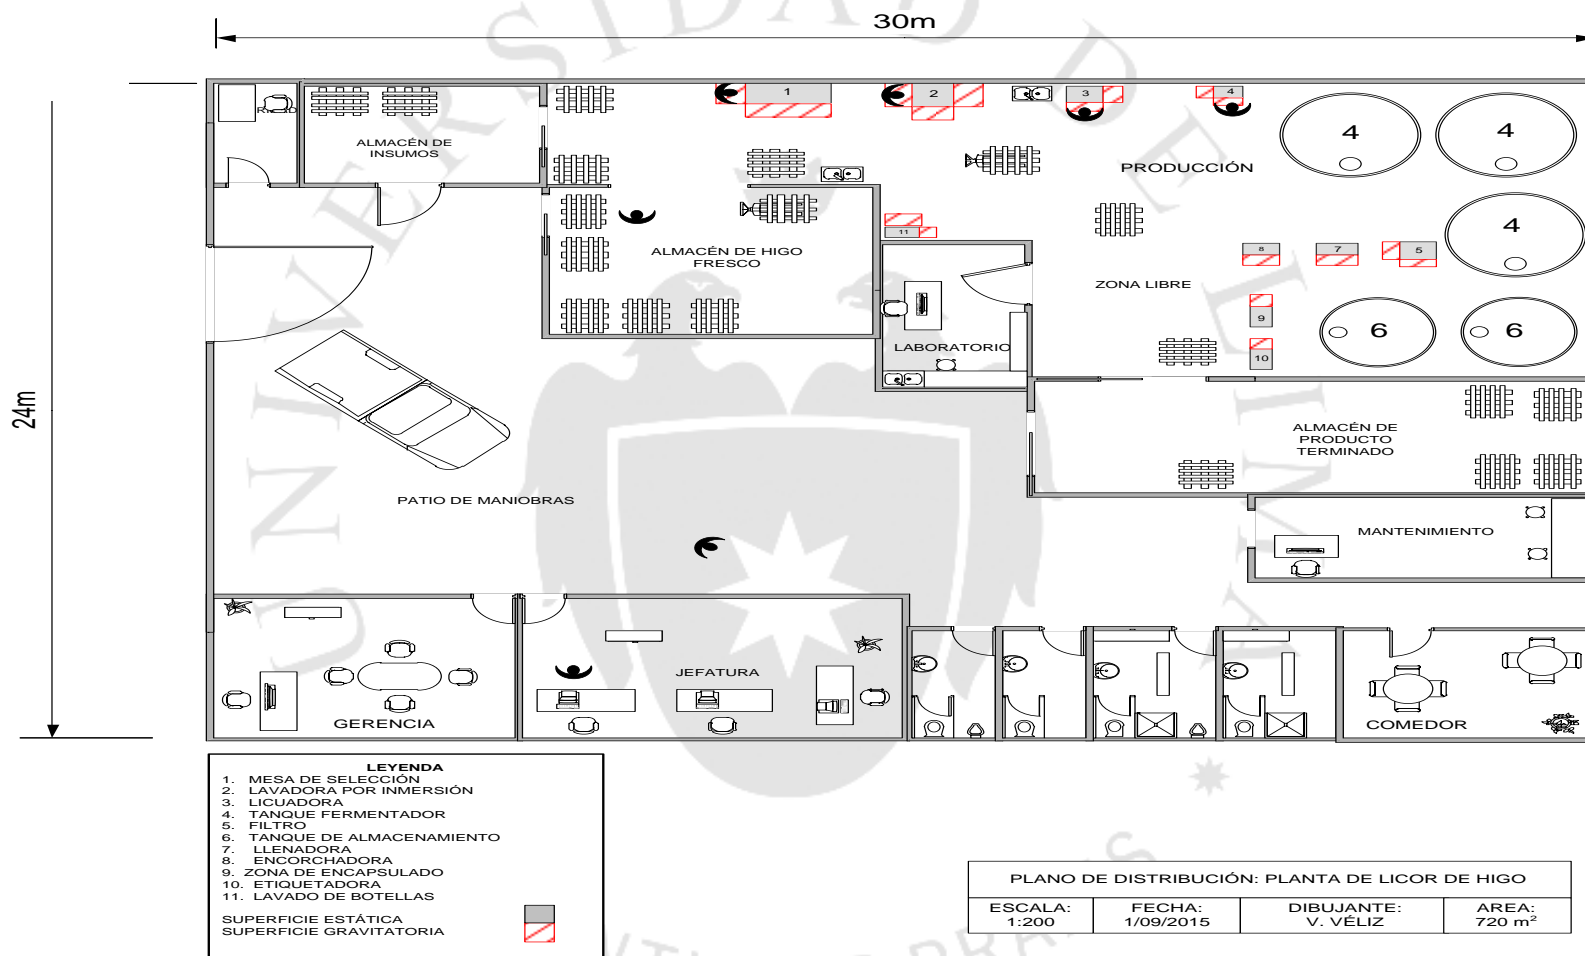 30m
24m
ALMACÉN DE
INSUMOS
1
2
3
4
4
4
PRODUCCIÓN
4
11
ALMACÉN DE HIGO
FRESCO
8
7
5
ZONA LIBRE
9
6
6
LABORATORIO
10
ALMACÉN DE
PRODUCTO
TERMINADO
PATIO DE MANIOBRAS
MANTENIMIENTO
JEFATURA
GERENCIA
COMEDOR
LEYENDA
1. MESA DE SELECCIÓN
2. LAVADORA POR INMERSIÓN
3. LICUADORA
4. TANQUE FERMENTADOR
5. FILTRO
6. TANQUE DE ALMACENAMIENTO
7. LLENADORA
8. ENCORCHADORA
9. ZONA DE ENCAPSULADO
10. ETIQUETADORA
11. LAVADO DE BOTELLAS
SUPERFICIE ESTÁTICA
SUPERFICIE GRAVITATORIA
PLANO DE DISTRIBUCIÓN: PLANTA DE LICOR DE HIGO
ESCALA:
1:200
FECHA:
1/09/2015
DIBUJANTE:
V. VÉLIZ
AREA:
720 m²
UNIVERSIDAD DE LIMA